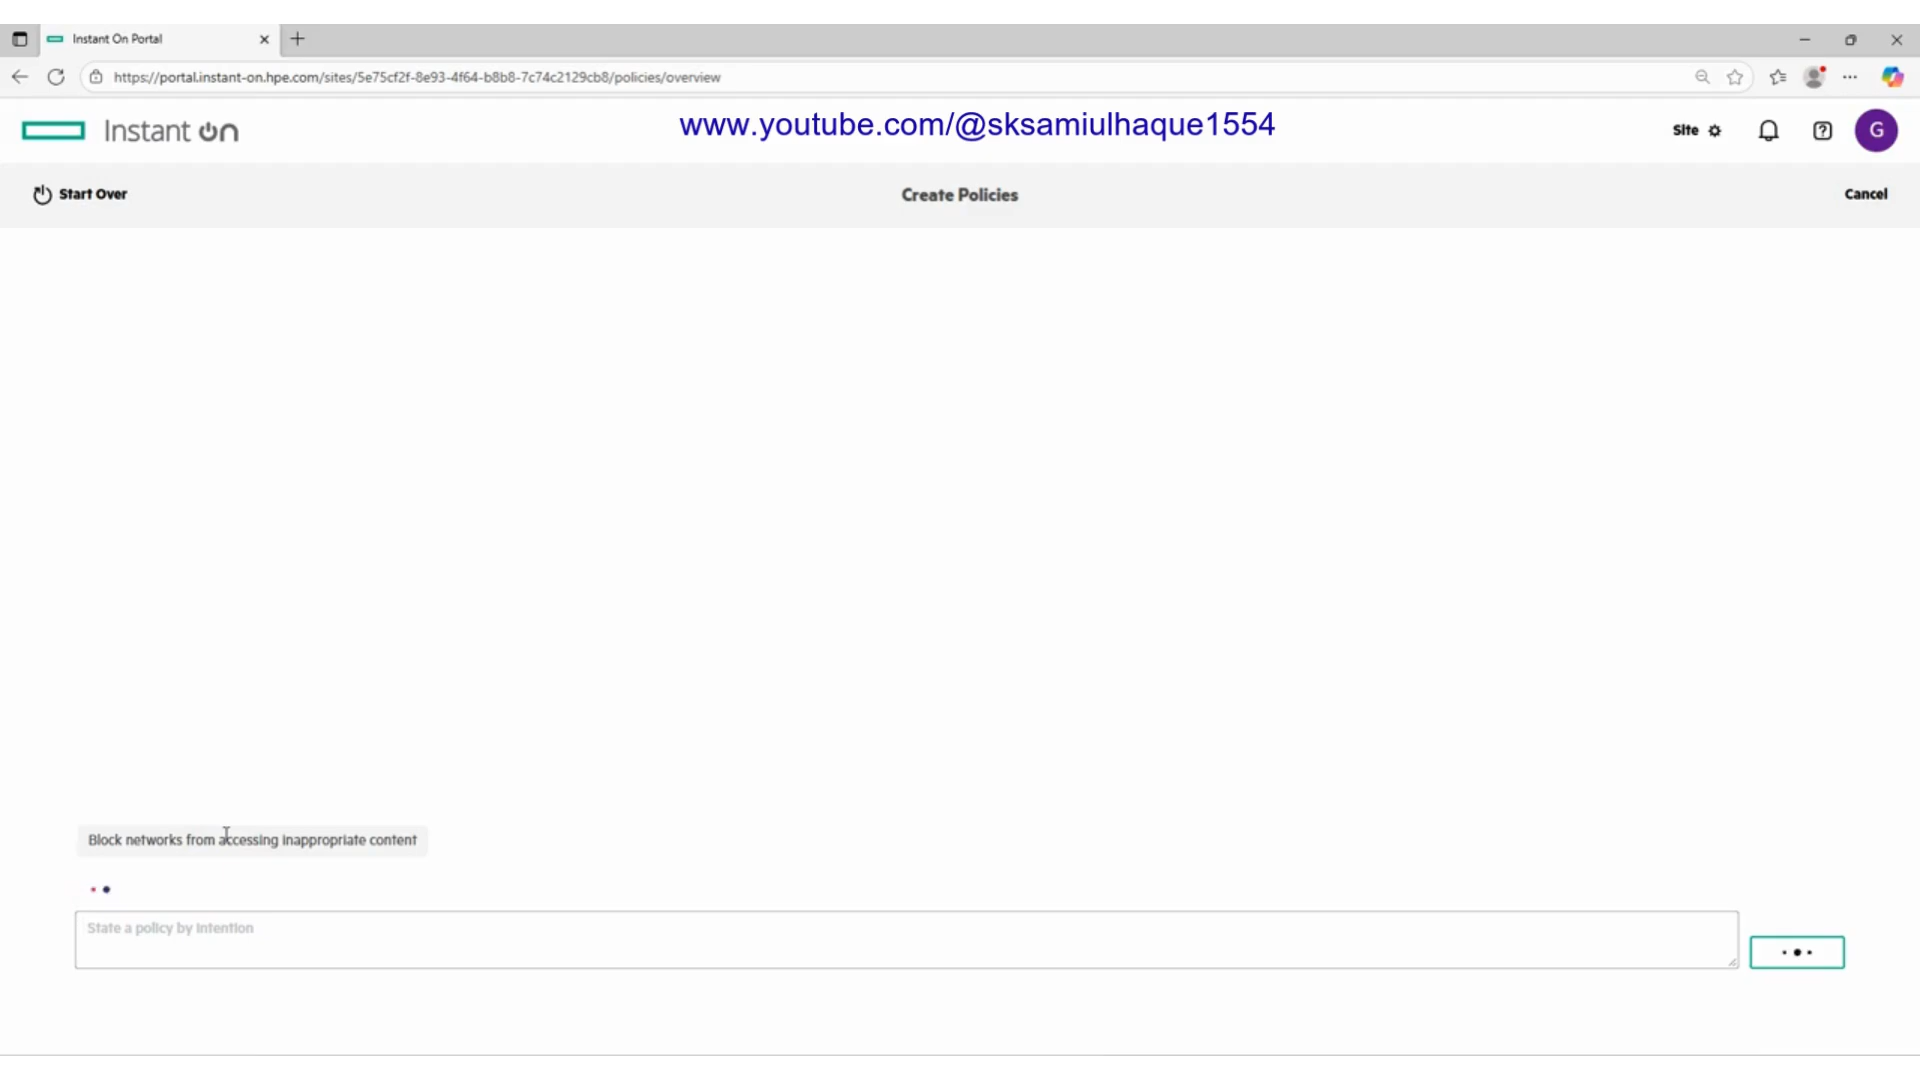 Instant On Portal
https://portal.instant-on.hpe.com/sites/5e75cf2f-8e93-4f64-b8b8-7c74c2129cb8/policies/overview
Instant on
www.youtube.com/@sksamiulhaque1554
Site
G
Start Over
Create Policies
Cancel
Block networks from accessing inappropriate content
State a policy by intention